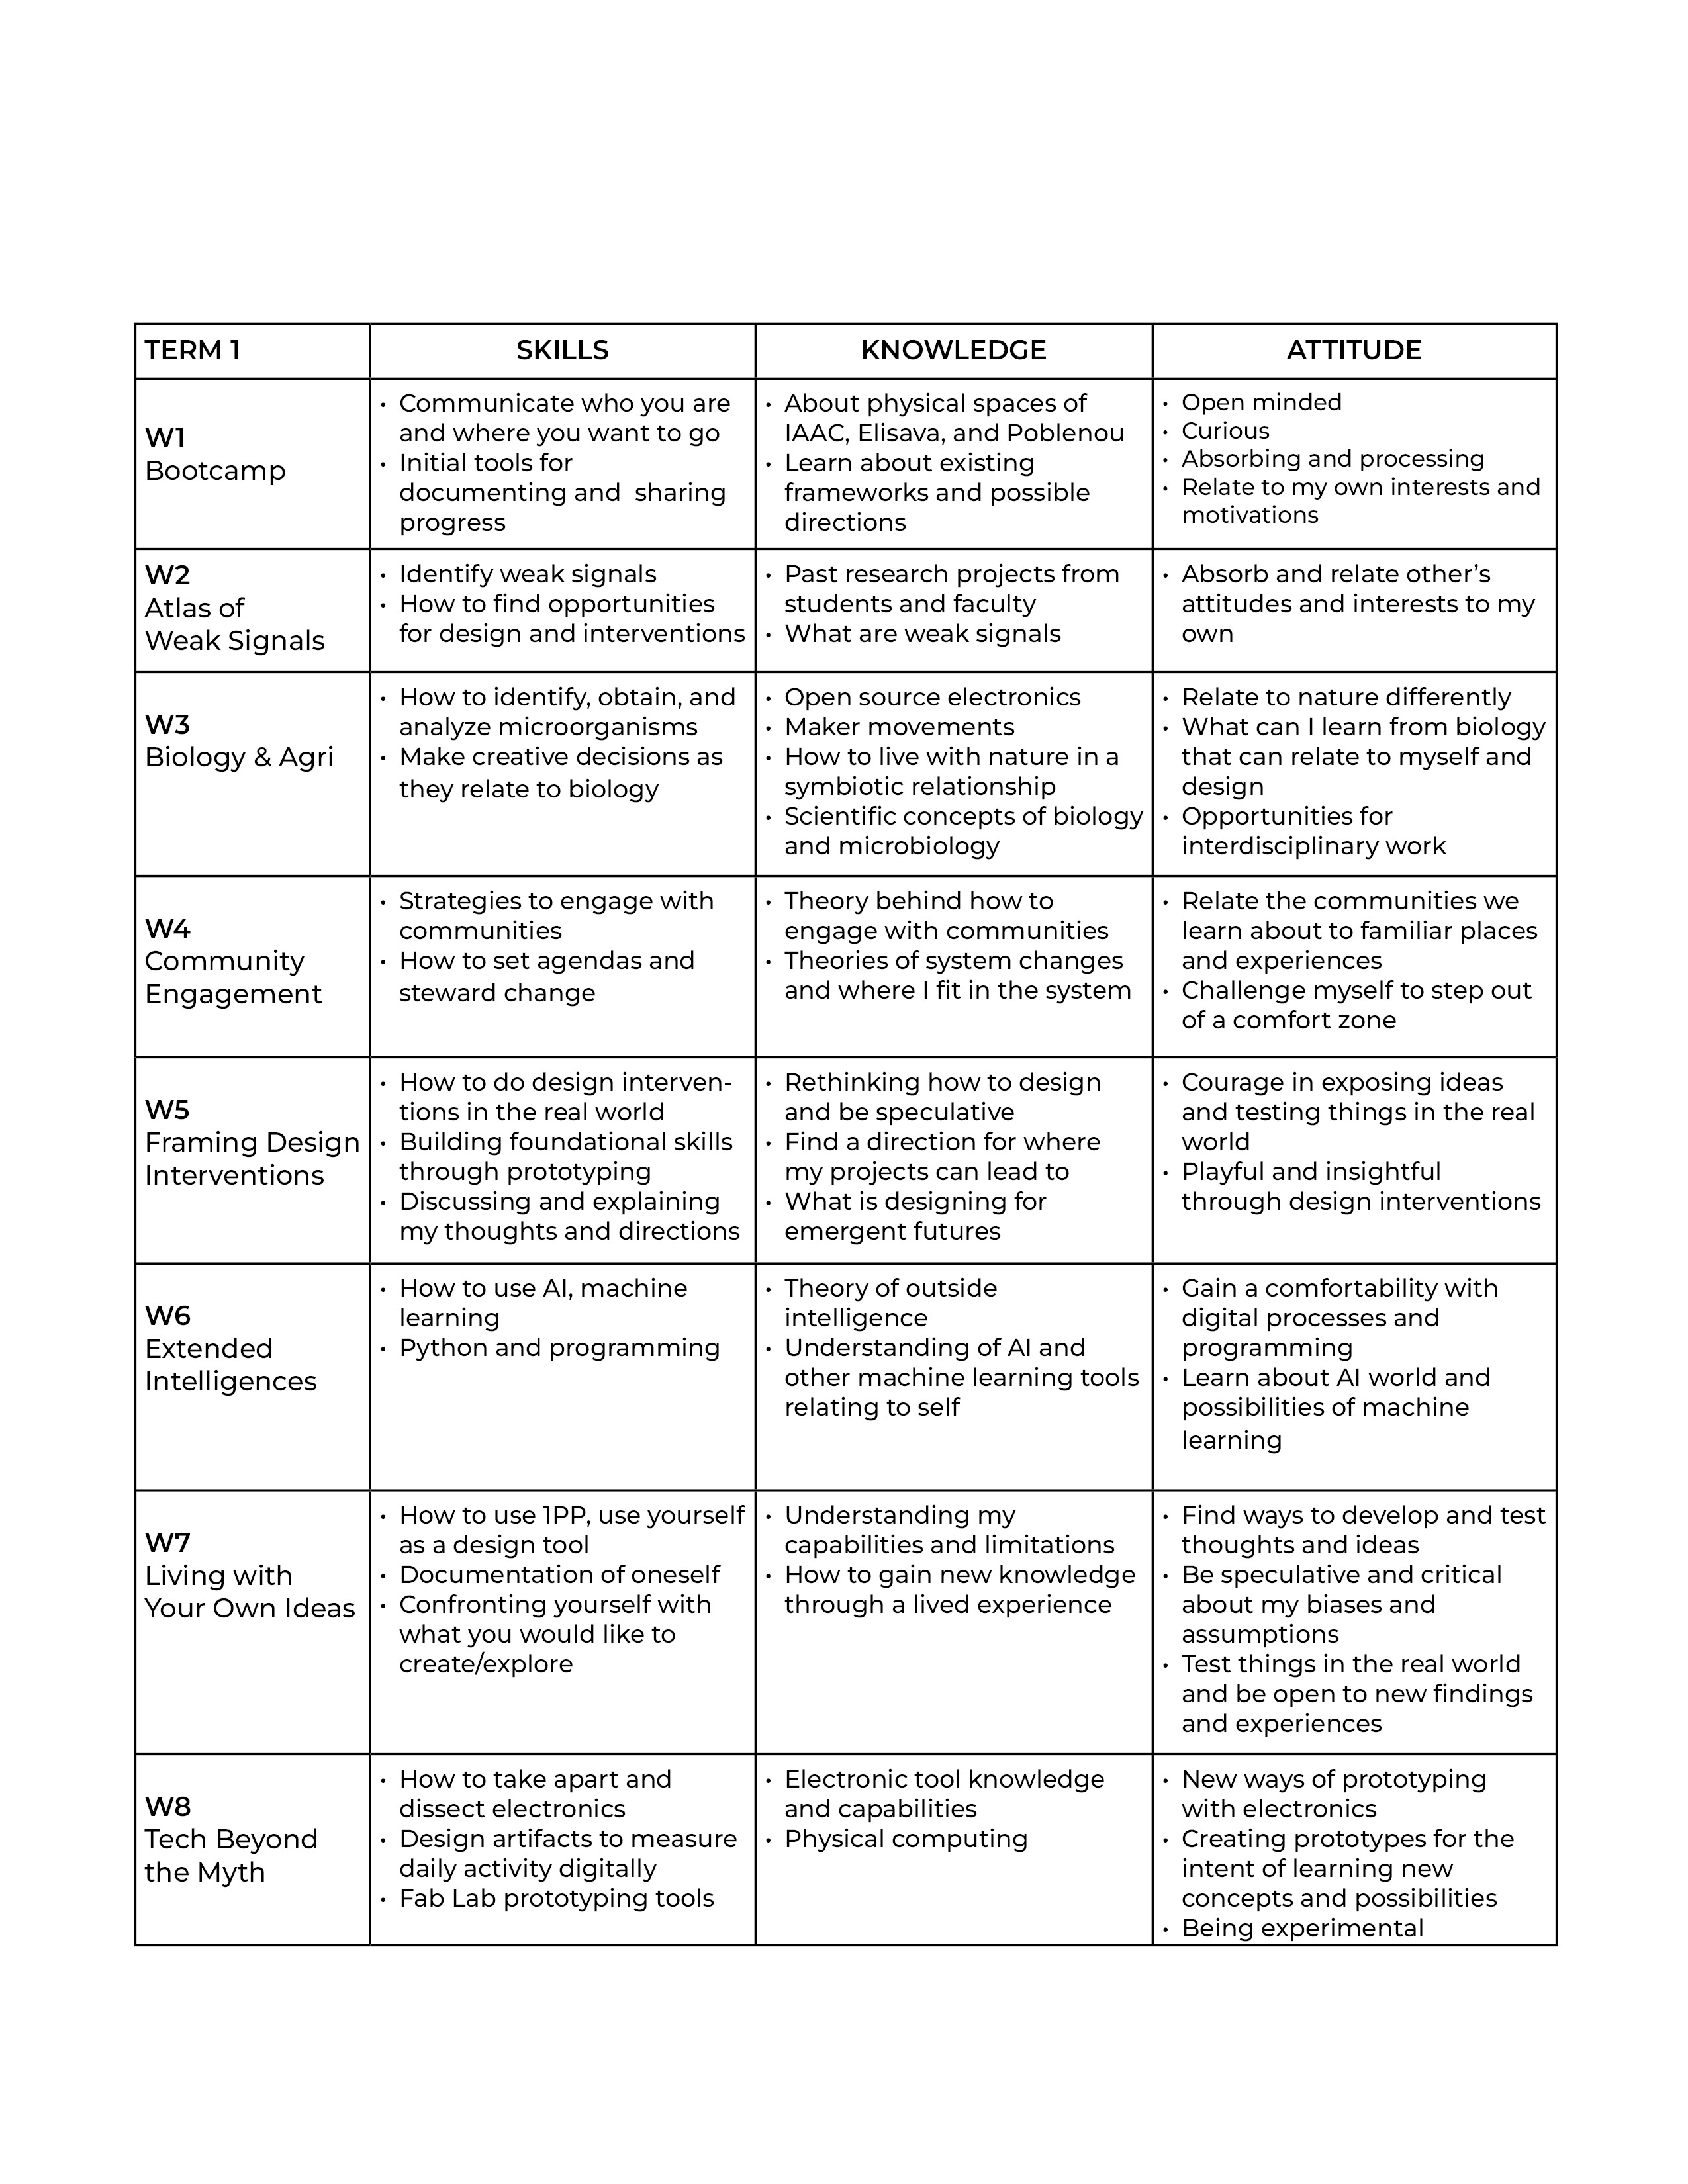 TERM 1
SKILLS
KNOWLEDGE
ATTITUDE
W1
Bootcamp
• Communicate who you are
and where you want to go
• Initial tools for
documenting and  sharing
progress
• About physical spaces of
IAAC, Elisava, and Poblenou
• Learn about existing
frameworks and possible
directions
• Open minded
• Curious
• Absorbing and processing
• Relate to my own interests and
motivations
W2
Atlas of
Weak Signals
• Identify weak signals
• How to find opportunities
for design and interventions
• Past research projects from
students and faculty
• What are weak signals
• Absorb and relate other’s
attitudes and interests to my
own
W3
Biology & Agri
• How to identify, obtain, and
analyze microorganisms
• Make creative decisions as
they relate to biology
• Open source electronics
• Maker movements
• How to live with nature in a
symbiotic relationship
• Scientific concepts of biology
and microbiology
• Relate to nature differently
• What can I learn from biology
that can relate to myself and
design
• Opportunities for
interdisciplinary work
W4
Community
Engagement
• Strategies to engage with
communities
• How to set agendas and
steward change
• Theory behind how to
engage with communities
• Theories of system changes
and where I fit in the system
• Relate the communities we
learn about to familiar places
and experiences
• Challenge myself to step out
of a comfort zone
W5
Framing Design
Interventions
• How to do design interven-
tions in the real world
• Building foundational skills
through prototyping
• Discussing and explaining
my thoughts and directions
• Rethinking how to design
and be speculative
• Find a direction for where
my projects can lead to
• What is designing for
emergent futures
• Courage in exposing ideas
and testing things in the real
world
• Playful and insightful
through design interventions
W6
Extended
Intelligences
• How to use AI, machine
learning
• Python and programming
• Theory of outside
intelligence
• Understanding of AI and
other machine learning tools
relating to self
• Gain a comfortability with
digital processes and
programming
• Learn about AI world and
possibilities of machine
learning
W7
Living with
Your Own Ideas
• How to use 1PP, use yourself
as a design tool
• Documentation of oneself
• Confronting yourself with
what you would like to
create/explore
• Understanding my
capabilities and limitations
• How to gain new knowledge
through a lived experience
• Find ways to develop and test
thoughts and ideas
• Be speculative and critical
about my biases and
assumptions
• Test things in the real world
and be open to new findings
and experiences
W8
Tech Beyond
the Myth
• How to take apart and
dissect electronics
• Design artifacts to measure
daily activity digitally
• Fab Lab prototyping tools
• Electronic tool knowledge
and capabilities
• Physical computing
• New ways of prototyping
with electronics
• Creating prototypes for the
intent of learning new
concepts and possibilities
• Being experimental